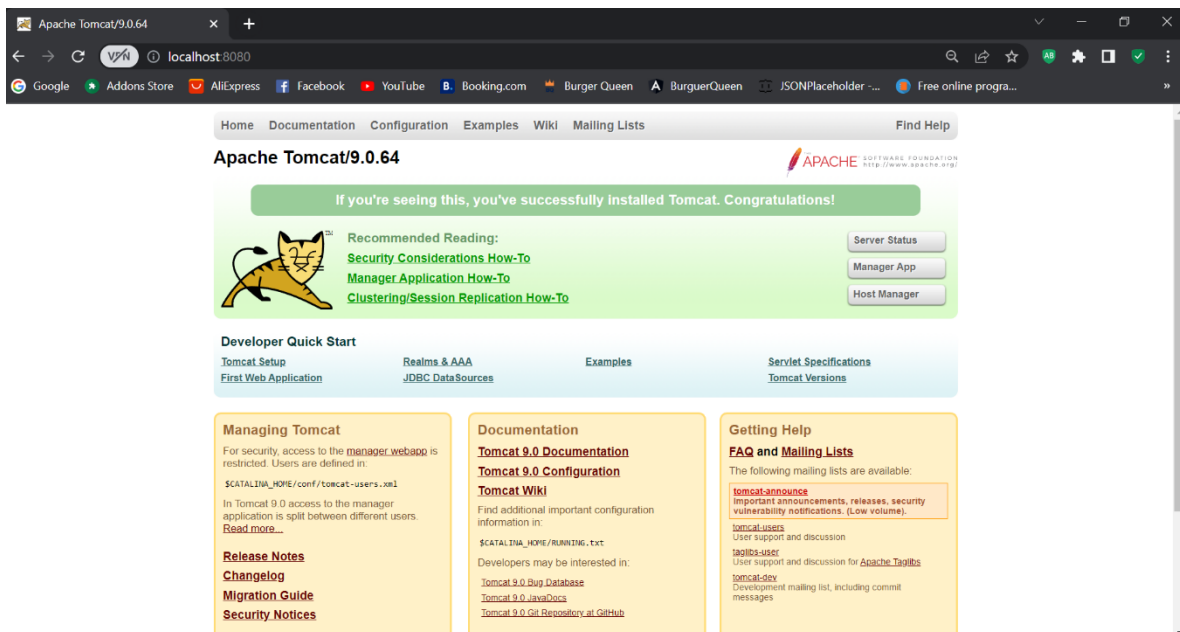 Apache Tomcat/9.0.64
VPN localhost:8080
Google Addons Store AliExpress Facebook YouTube Booking.com Burger Queen BurguerQueen JSONPlaceholder -... Free online progra...
Home Documentation Configuration Examples Wiki Mailing Lists Find Help
Apache Tomcat/9.0.64
APACHE SOFTWARE FOUNDATION
http://www.apache.org/
If you're seeing this, you've successfully installed Tomcat. Congratulations!
TM
Recommended Reading:
Security Considerations How-To
Manager Application How-To
Clustering/Session Replication How-To
Server Status
Manager App
Host Manager
Developer Quick Start
Tomcat Setup
First Web Application
Realms & AAA
JDBC DataSources
Examples
Servlet Specifications
Tomcat Versions
Managing Tomcat
For security, access to the manager webapp is
restricted. Users are defined in:
$CATALINA_HOME/conf/tomcat-users.xml
In Tomcat 9.0 access to the manager
application is split between different users.
Read more...
Release Notes
Changelog
Migration Guide
Security Notices
Documentation
Tomcat 9.0 Documentation
Tomcat 9.0 Configuration
Tomcat Wiki
Find additional important configuration
information in:
$CATALINA_HOME/RUNNING.txt
Developers may be interested in:
Tomcat 9.0 Bug Database
Tomcat 9.0 JavaDocs
Tomcat 9.0 Git Repository at GitHub
Getting Help
FAQ and Mailing Lists
The following mailing lists are available:
tomcat-announce
Important announcements, releases, security
vulnerability notifications. (Low volume).
tomcat-users
User support and discussion
taglibs-user
User support and discussion for Apache Taglibs
tomcat-dev
Development mailing list, including commit
messages